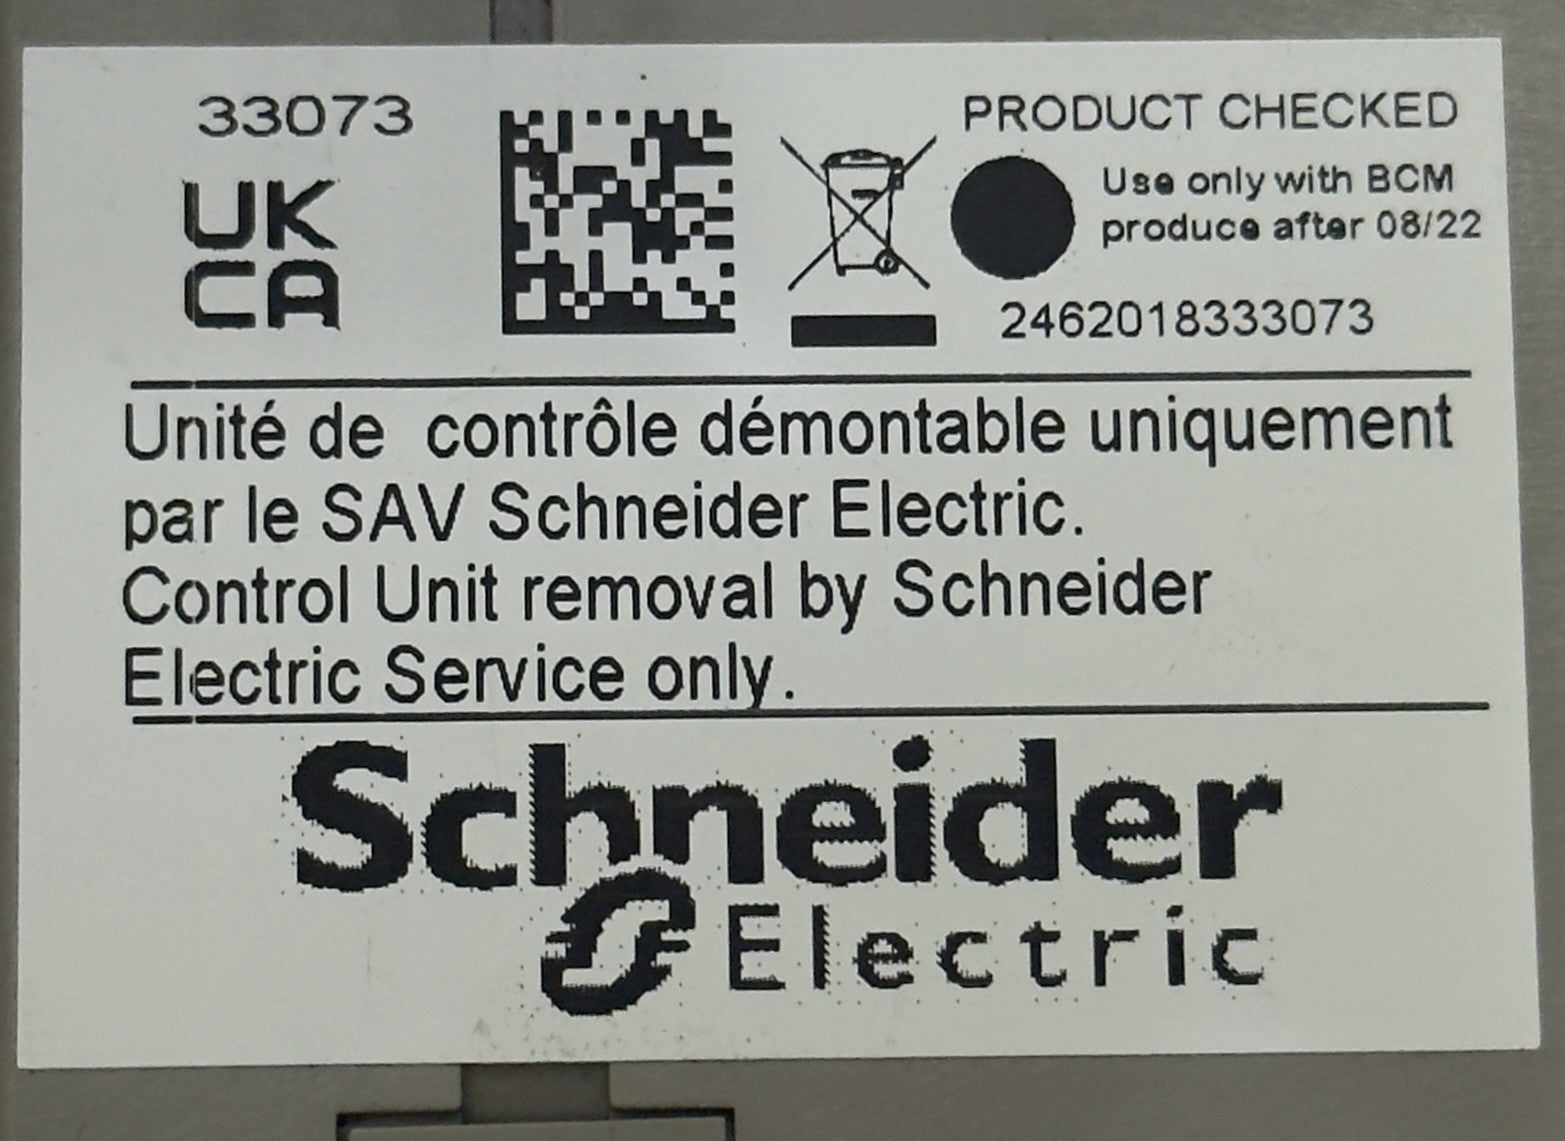 33073
UK
CA
PRODUCT CHECKED
Use only with BCM
produce after 08/22
2462018333073
Unité de contrôle démontable uniquement
par le SAV Schneider Electric.
Control Unit removal by Schneider
Electric Service only.
Schneider
Electric